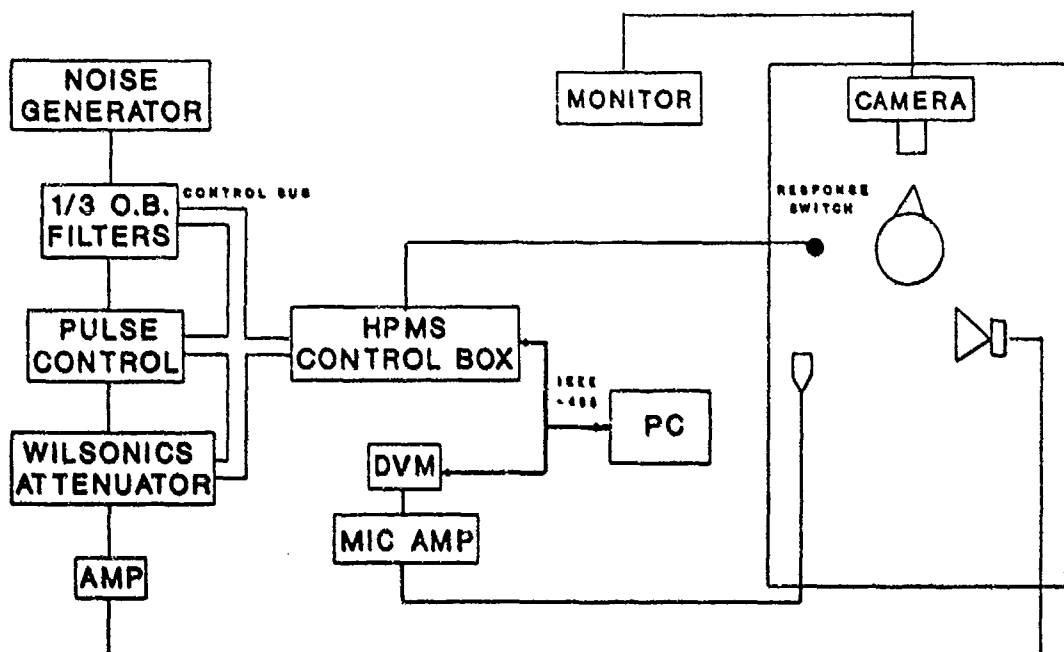 NOISE
GENERATOR
MONITOR
CAMERA
1/3 O.B.
FILTERS
CONTROL BUS
RESPONSE
SWITCH
PULSE
CONTROL
HPMS
CONTROL BOX
IEEE
-488
PC
WILSONICS
ATTENUATOR
DVM
MIC AMP
AMP